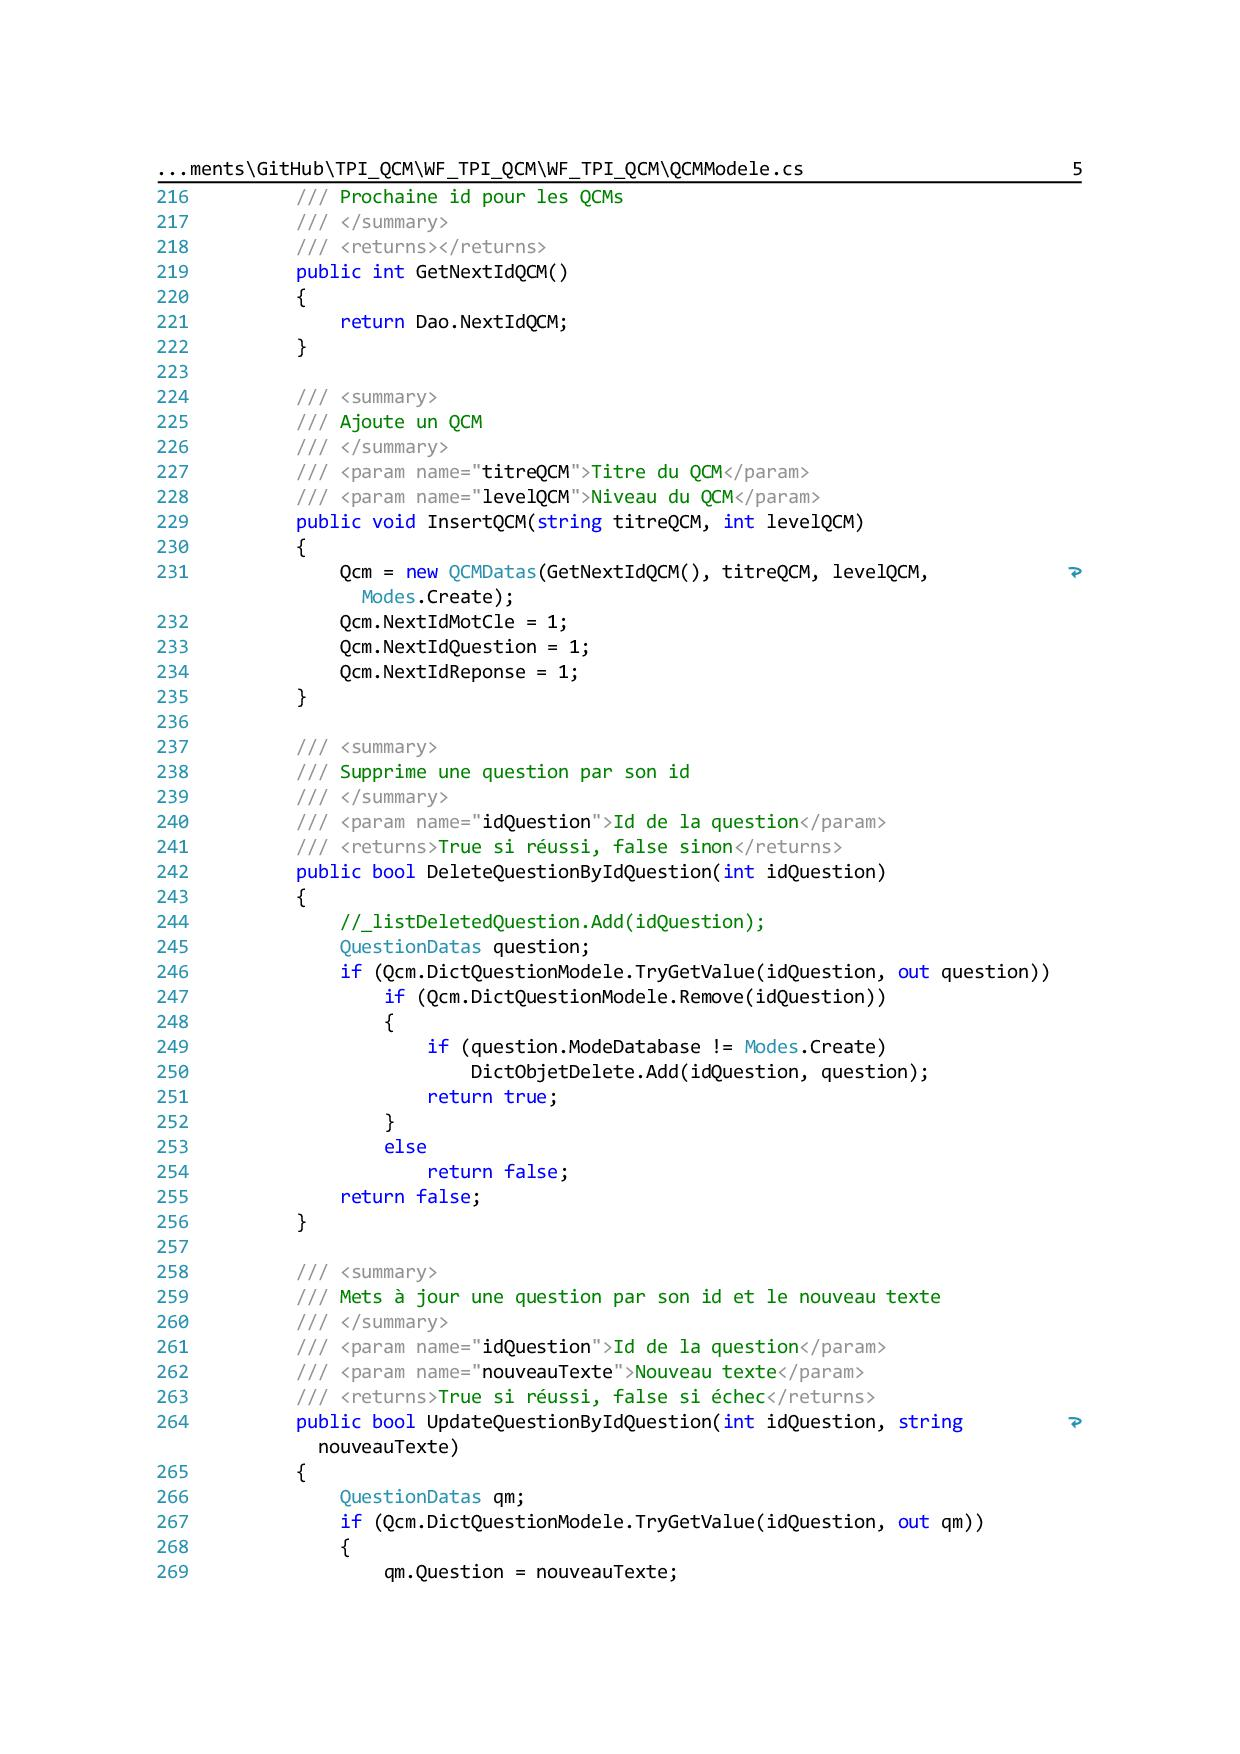 ...ments\GitHub\TPI_QCM\WF_TPI_QCM\WF_TPI_QCM\QCMModele.cs 5
216 /// Prochaine id pour les QCMs
217 /// </summary>
218 /// <returns></returns>
219 public int GetNextIdQCM()
220 {
221 return Dao.NextIdQCM;
222 }
223
224 /// <summary>
225 /// Ajoute un QCM
226 /// </summary>
227 /// <param name="titreQCM">Titre du QCM</param>
228 /// <param name="levelQCM">Niveau du QCM</param>
229 public void InsertQCM(string titreQCM, int levelQCM)
230 {
231 Qcm = new QCMDatas(GetNextIdQCM(), titreQCM, levelQCM,
Modes.Create);
232 Qcm.NextIdMotCle = 1;
233 Qcm.NextIdQuestion = 1;
234 Qcm.NextIdReponse = 1;
235 }
236
237 /// <summary>
238 /// Supprime une question par son id
239 /// </summary>
240 /// <param name="idQuestion">Id de la question</param>
241 /// <returns>True si réussi, false sinon</returns>
242 public bool DeleteQuestionByIdQuestion(int idQuestion)
243 {
244 //_listDeletedQuestion.Add(idQuestion);
245 QuestionDatas question;
246 if (Qcm.DictQuestionModele.TryGetValue(idQuestion, out question))
247 if (Qcm.DictQuestionModele.Remove(idQuestion))
248 {
249 if (question.ModeDatabase != Modes.Create)
250 DictObjetDelete.Add(idQuestion, question);
251 return true;
252 }
253 else
254 return false;
255 return false;
256 }
257
258 /// <summary>
259 /// Mets à jour une question par son id et le nouveau texte
260 /// </summary>
261 /// <param name="idQuestion">Id de la question</param>
262 /// <param name="nouveauTexte">Nouveau texte</param>
263 /// <returns>True si réussi, false si échec</returns>
264 public bool UpdateQuestionByIdQuestion(int idQuestion, string
nouveauTexte)
265 {
266 QuestionDatas qm;
267 if (Qcm.DictQuestionModele.TryGetValue(idQuestion, out qm))
268 {
269 qm.Question = nouveauTexte;